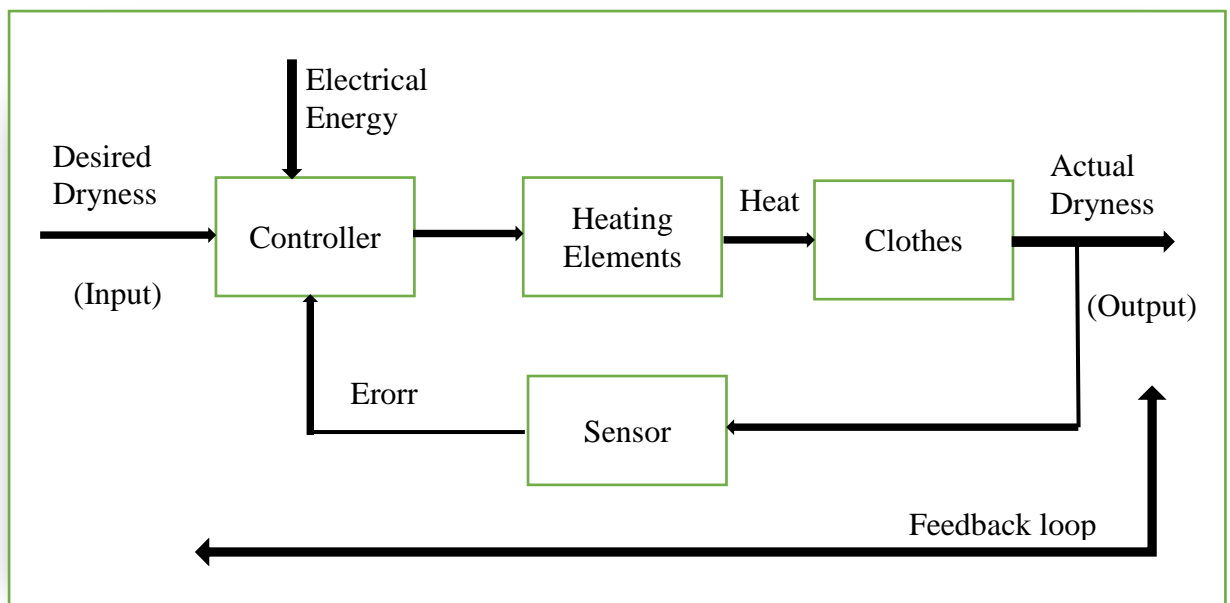 Electrical
Energy
Desired
Dryness
(Input)
Controller
Heating
Elements
Heat
Clothes
Actual
Dryness
(Output)
Erorr
Sensor
Feedback loop